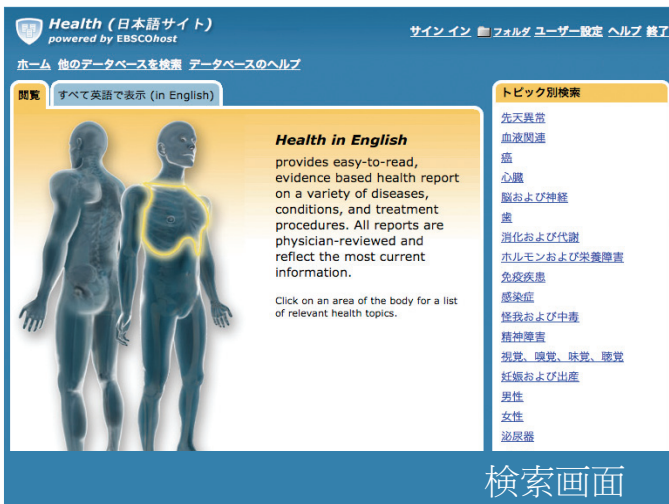 Health (日本語サイト)
powered by EBSCOhost
サイン イン フォルダ ユーザー設定 ヘルプ 終了
ホーム 他のデータベースを検索 データベースのヘルプ
閲覧 すべて英語で表示 (in English)
Health in English
provides easy-to-read,
evidence based health report
on a variety of diseases,
conditions, and treatment
procedures. All reports are
physician-reviewed and
reflect the most current
information.
Click on an area of the body for a list
of relevant health topics.
トピック別検索
先天異常
血液関連
癌
心臓
脳および神経
歯
消化および代謝
ホルモンおよび栄養障害
免疫疾患
感染症
怪我および中毒
精神障害
視覚、嗅覚、味覚、聴覚
妊娠および出産
男性
女性
泌尿器
検索画面